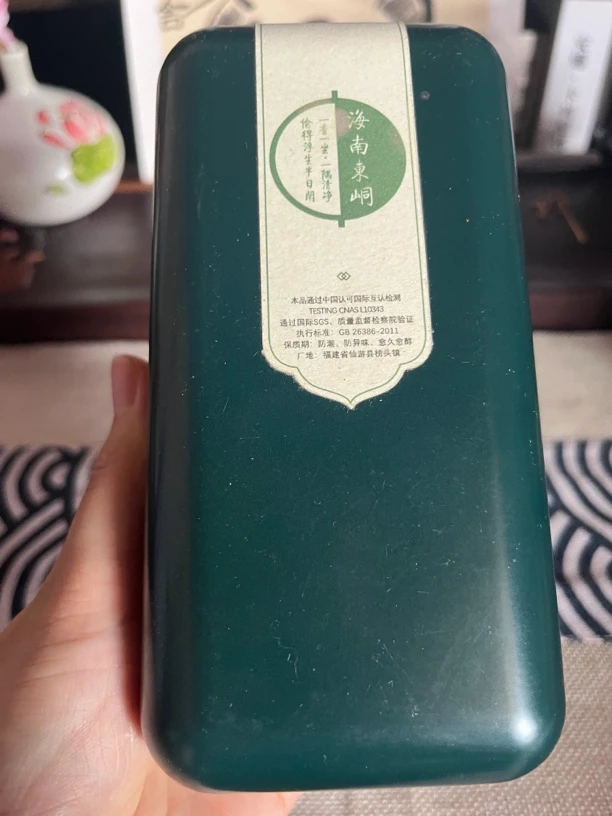 海南東峒
一香一坐·一隅清净
偷得浮生半日閒
本品通过中国认可国际互认检测
TESTING CNAS L10343
通过国际SGS、质量监督检察院验证
执行标准：GB 26386-2011
保质期：防潮、防异味、愈久愈醇
厂地：福建省仙游县榜头镇